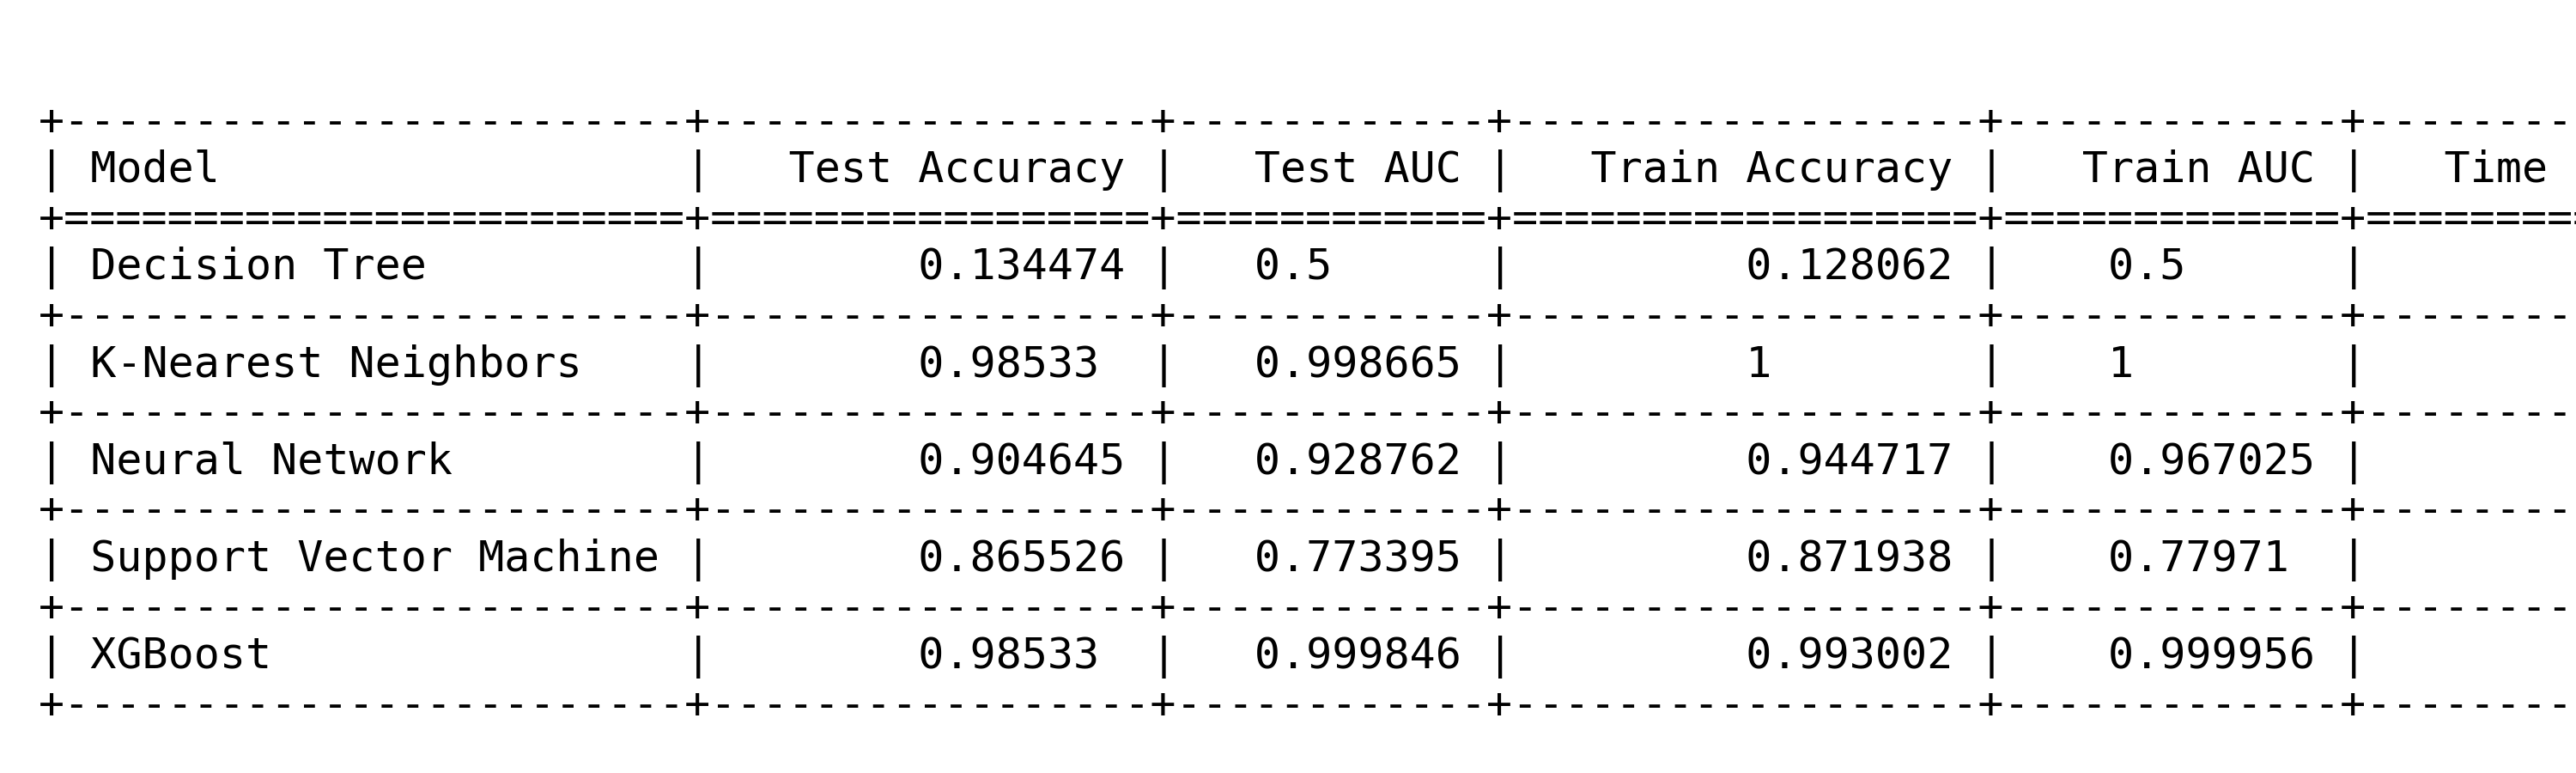 +------------------------+-----------------+------------+------------------+-------------+--------
| Model                  |   Test Accuracy |   Test AUC |   Train Accuracy |   Train AUC |   Time
+========================+=================+============+==================+=============+========
| Decision Tree          |        0.134474 |   0.5      |         0.128062 |    0.5      |
+------------------------+-----------------+------------+------------------+-------------+--------
| K-Nearest Neighbors    |        0.98533  |   0.998665 |         1        |    1        |
+------------------------+-----------------+------------+------------------+-------------+--------
| Neural Network         |        0.904645 |   0.928762 |         0.944717 |    0.967025 |
+------------------------+-----------------+------------+------------------+-------------+--------
| Support Vector Machine |        0.865526 |   0.773395 |         0.871938 |    0.77971  |
+------------------------+-----------------+------------+------------------+-------------+--------
| XGBoost                |        0.98533  |   0.999846 |         0.993002 |    0.999956 |
+------------------------+-----------------+------------+------------------+-------------+--------